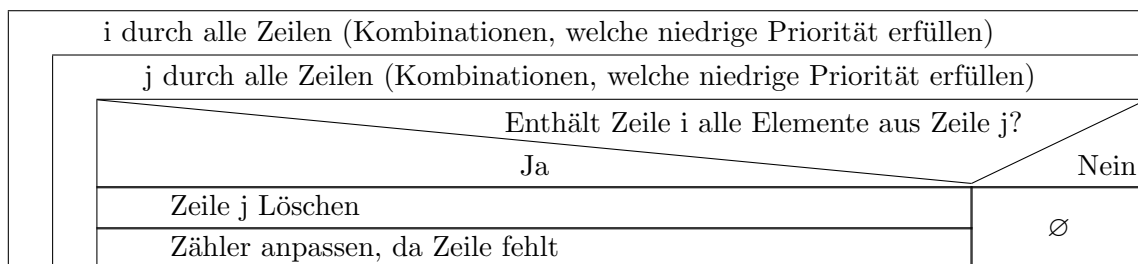 i durch alle Zeilen (Kombinationen, welche niedrige Priorität erfüllen)
j durch alle Zeilen (Kombinationen, welche niedrige Priorität erfüllen)
Enthält Zeile i alle Elemente aus Zeile j?
Ja Nein
Zeile j Löschen
∅
Zähler anpassen, da Zeile fehlt